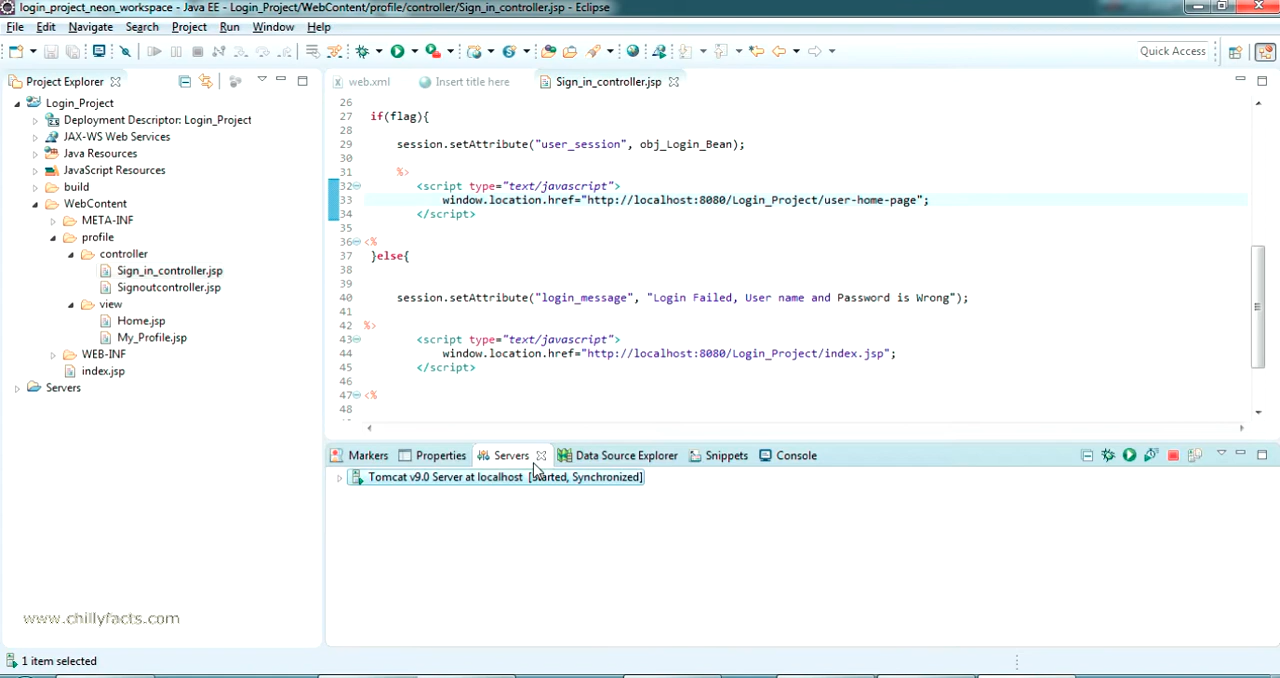 login_project_neon_workspace - Java EE - Login_Project/WebContent/profile/controller/Sign_in_controller.jsp - Eclipse
File Edit Navigate Search Project Run Window Help
Quick Access
Project Explorer
web.xml Insert title here Sign_in_controller.jsp
Login_Project
Deployment Descriptor: Login_Project
JAX-WS Web Services
Java Resources
JavaScript Resources
build
WebContent
META-INF
profile
controller
Sign_in_controller.jsp
Signoutcontroller.jsp
view
Home.jsp
My_Profile.jsp
WEB-INF
index.jsp
Servers
26
27 if(flag){
28
29 session.setAttribute("user_session", obj_Login_Bean);
30
31 %>
32 <script type="text/javascript">
33 window.location.href="http://localhost:8080/Login_Project/user-home-page";
34 </script>
35
36 <%
37 }else{
38
39
40 session.setAttribute("login_message", "Login Failed, User name and Password is Wrong");
41
42 %>
43 <script type="text/javascript">
44 window.location.href="http://localhost:8080/Login_Project/index.jsp";
45 </script>
46
47 <%
48
Markers Properties Servers Data Source Explorer Snippets Console
Tomcat v9.0 Server at localhost [Started, Synchronized]
www.chillyfacts.com
1 item selected